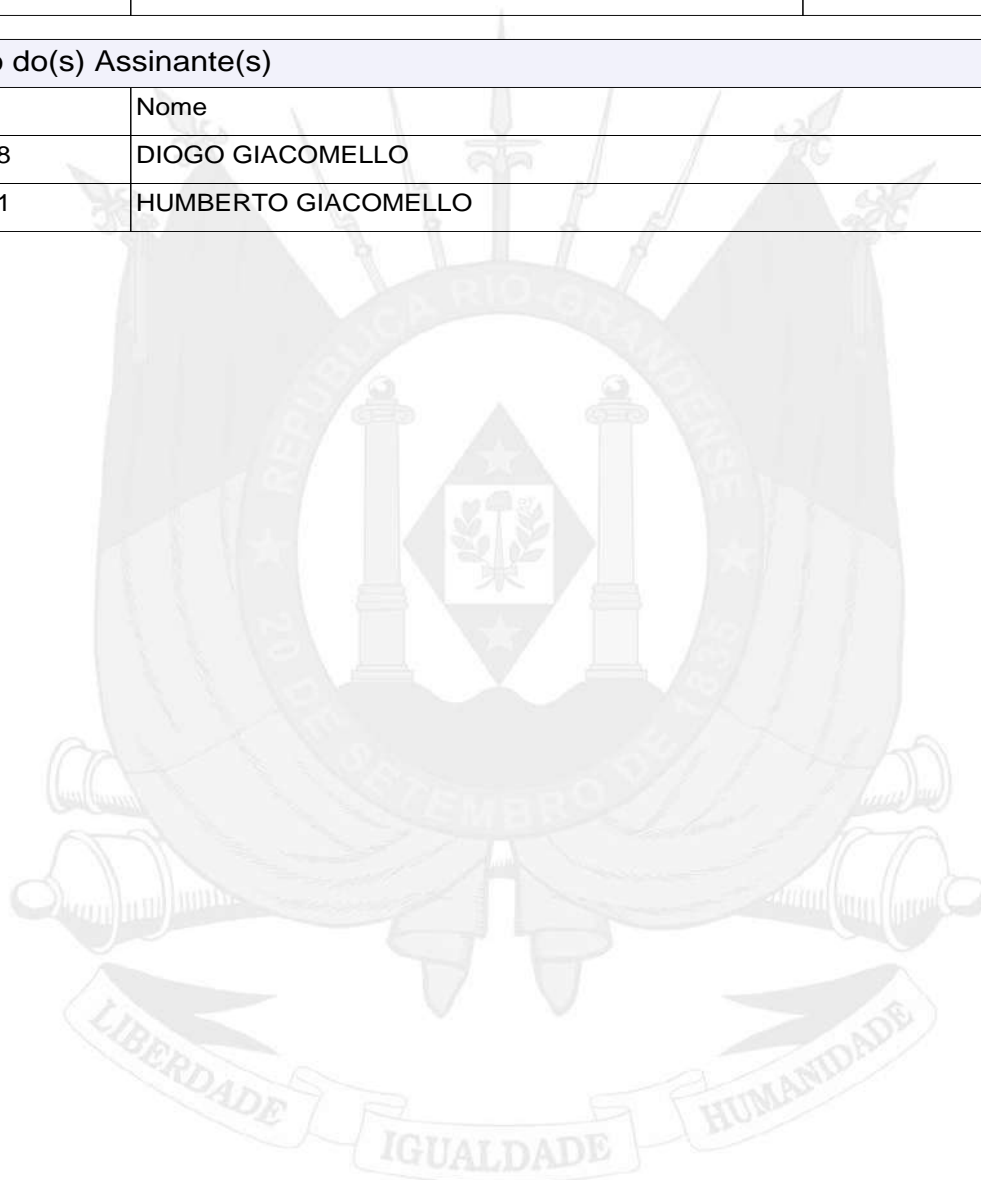 o do(s) Assinante(s)
Nome
8 DIOGO GIACOMELLO
1 HUMBERTO GIACOMELLO
REPUBLICA RIO-GRANDENSE
20 DE SETEMBRO DE 1835
LIBERDADE IGUALDADE HUMANIDADE